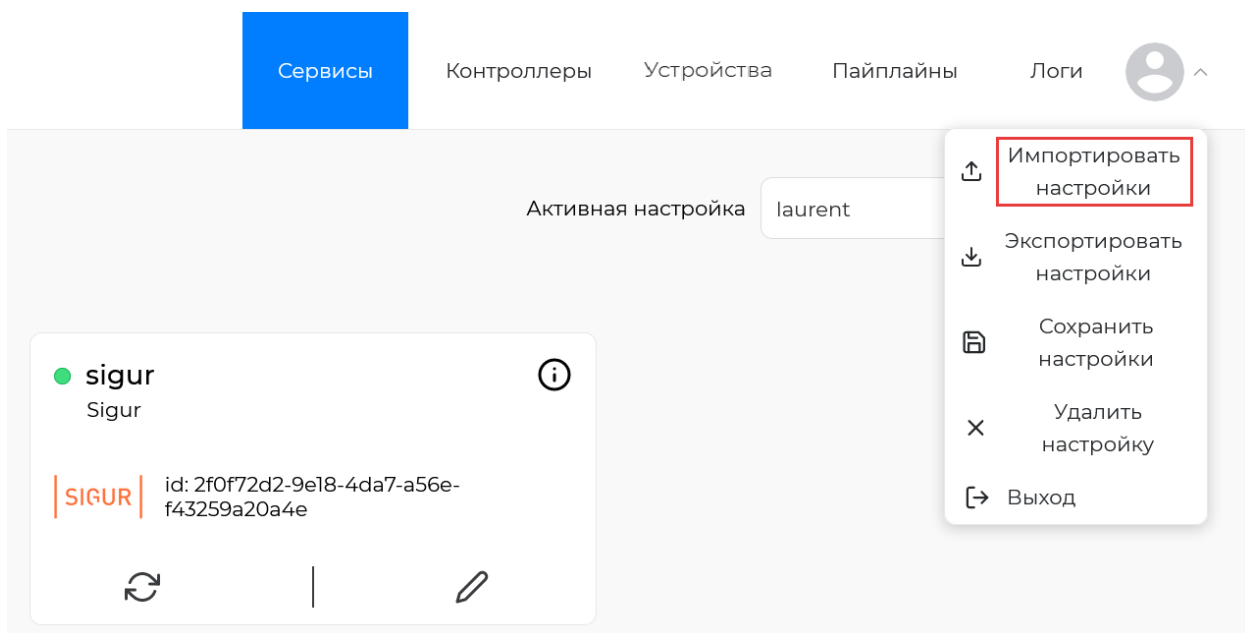 Сервисы Контроллеры Устройства Пайплайны Логи
Импортировать
настройки
Активная настройка laurent
Экспортировать
настройки
Сохранить
настройки
Удалить
настройку
Выход
sigur
Sigur
SIGUR
id: 2f0f72d2-9e18-4da7-a56e-
f43259a20a4e